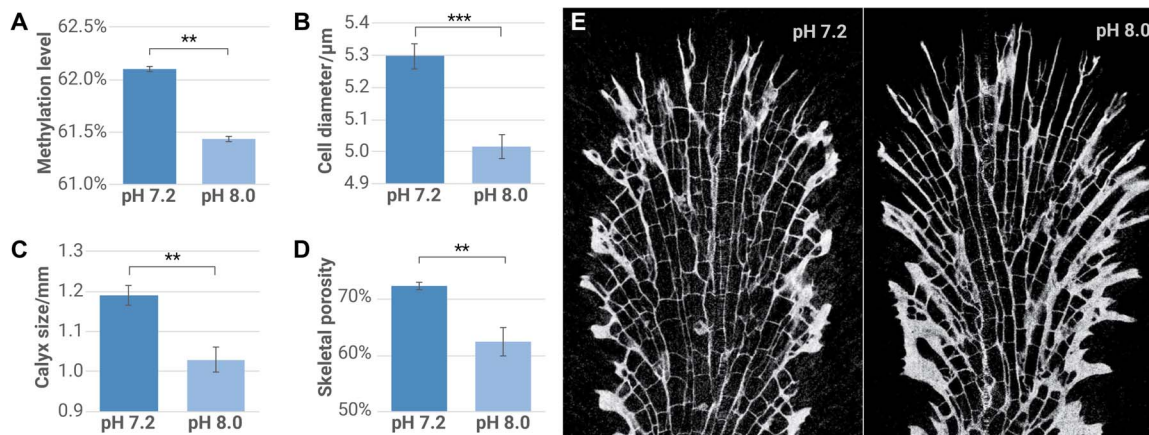 A
Methylation level
62.5%
62.0%
61.5%
61.0%
**
pH 7.2 pH 8.0
B
Cell diameter/µm
5.4
5.3
5.2
5.1
5.0
4.9
***
pH 7.2 pH 8.0
C
Calyx size/mm
1.3
1.2
1.1
1.0
0.9
**
pH 7.2 pH 8.0
D
Skeletal porosity
70%
60%
50%
**
pH 7.2 pH 8.0
E
pH 7.2
pH 8.0